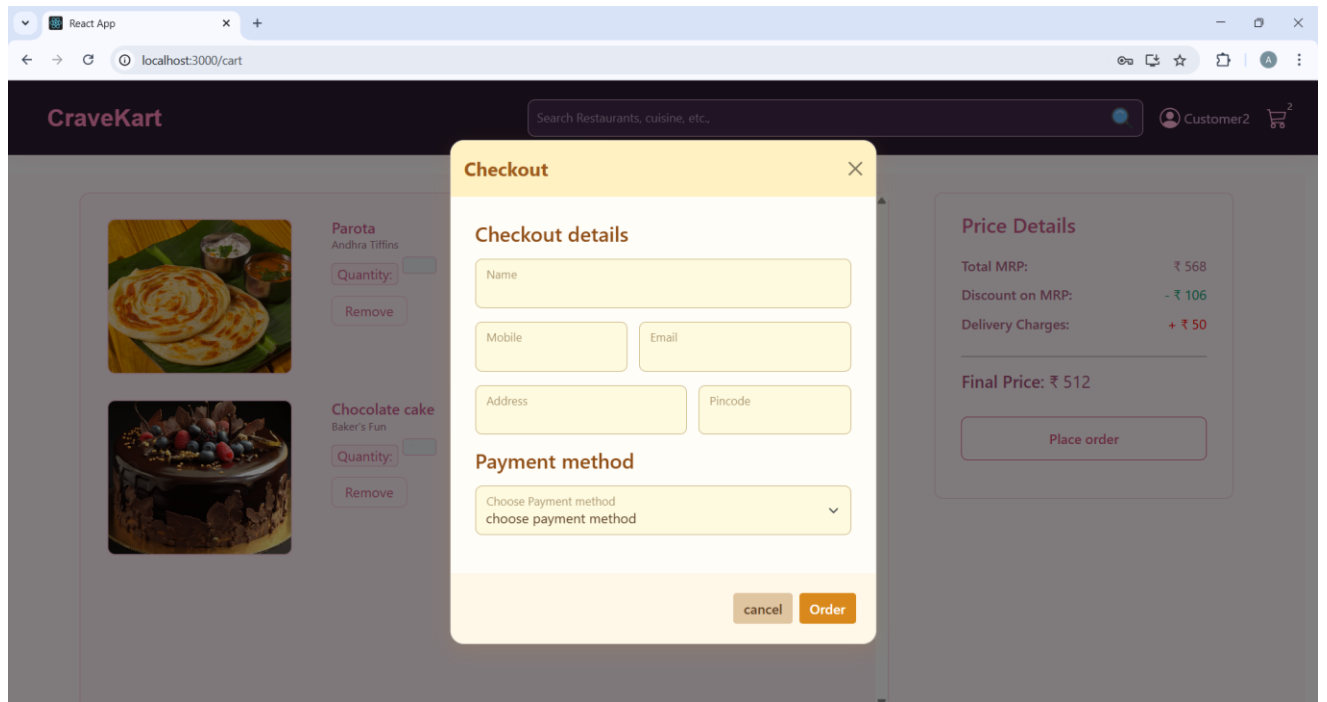 React App
localhost:3000/cart
A
CraveKart
Search Restaurants, cuisine, etc.,
Customer2
2
Checkout
Checkout details
Name
Mobile
Email
Address
Pincode
Payment method
Choose Payment method
choose payment method
cancel
Order
Parota
Andhra Tiffins
Quantity:
Remove
Chocolate cake
Baker's Fun
Quantity:
Remove
Price Details
Total MRP: ₹ 568
Discount on MRP: - ₹ 106
Delivery Charges: + ₹ 50
Final Price: ₹ 512
Place order